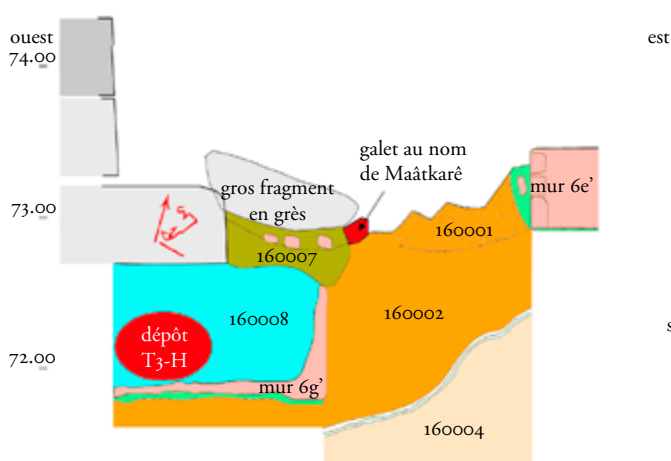 ouest
est
74.00
galet au nom
de Maâtkarê
gros fragment
en grès
mur 6e’
73.00
160001
160007
160008
160002
dépôt
T3-H
72.00
mur 6g’
160004